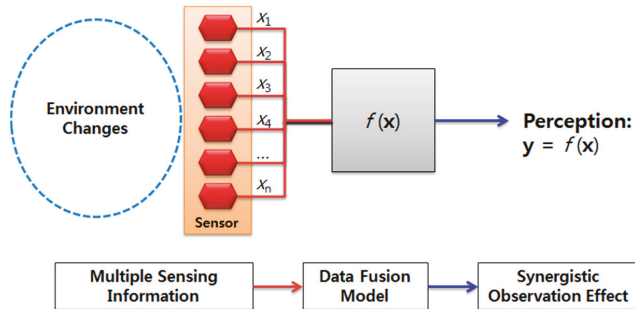 Environment
Changes
X1
X2
X3
X4
...
Xn
Sensor
f(x)
Perception:
y = f(x)
Multiple Sensing
Information
Data Fusion
Model
Synergistic
Observation Effect